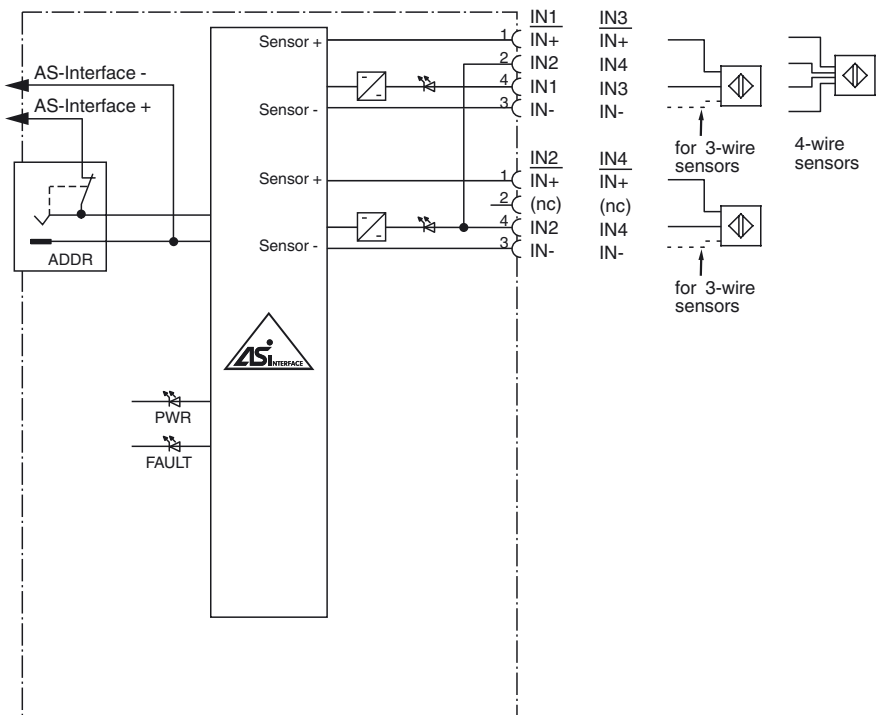 IN1 IN3
Sensor + 1 IN+ IN+
2 IN2 IN4
AS-Interface -
4 IN1 IN3
AS-Interface +
Sensor - 3 IN- IN-
for 3-wire
sensors
4-wire
sensors
IN2 IN4
Sensor + 1 IN+ IN+
2 (nc) (nc)
4 IN2 IN4
Sensor - 3 IN- IN-
ADDR
for 3-wire
sensors
ASi INTERFACE
PWR
FAULT